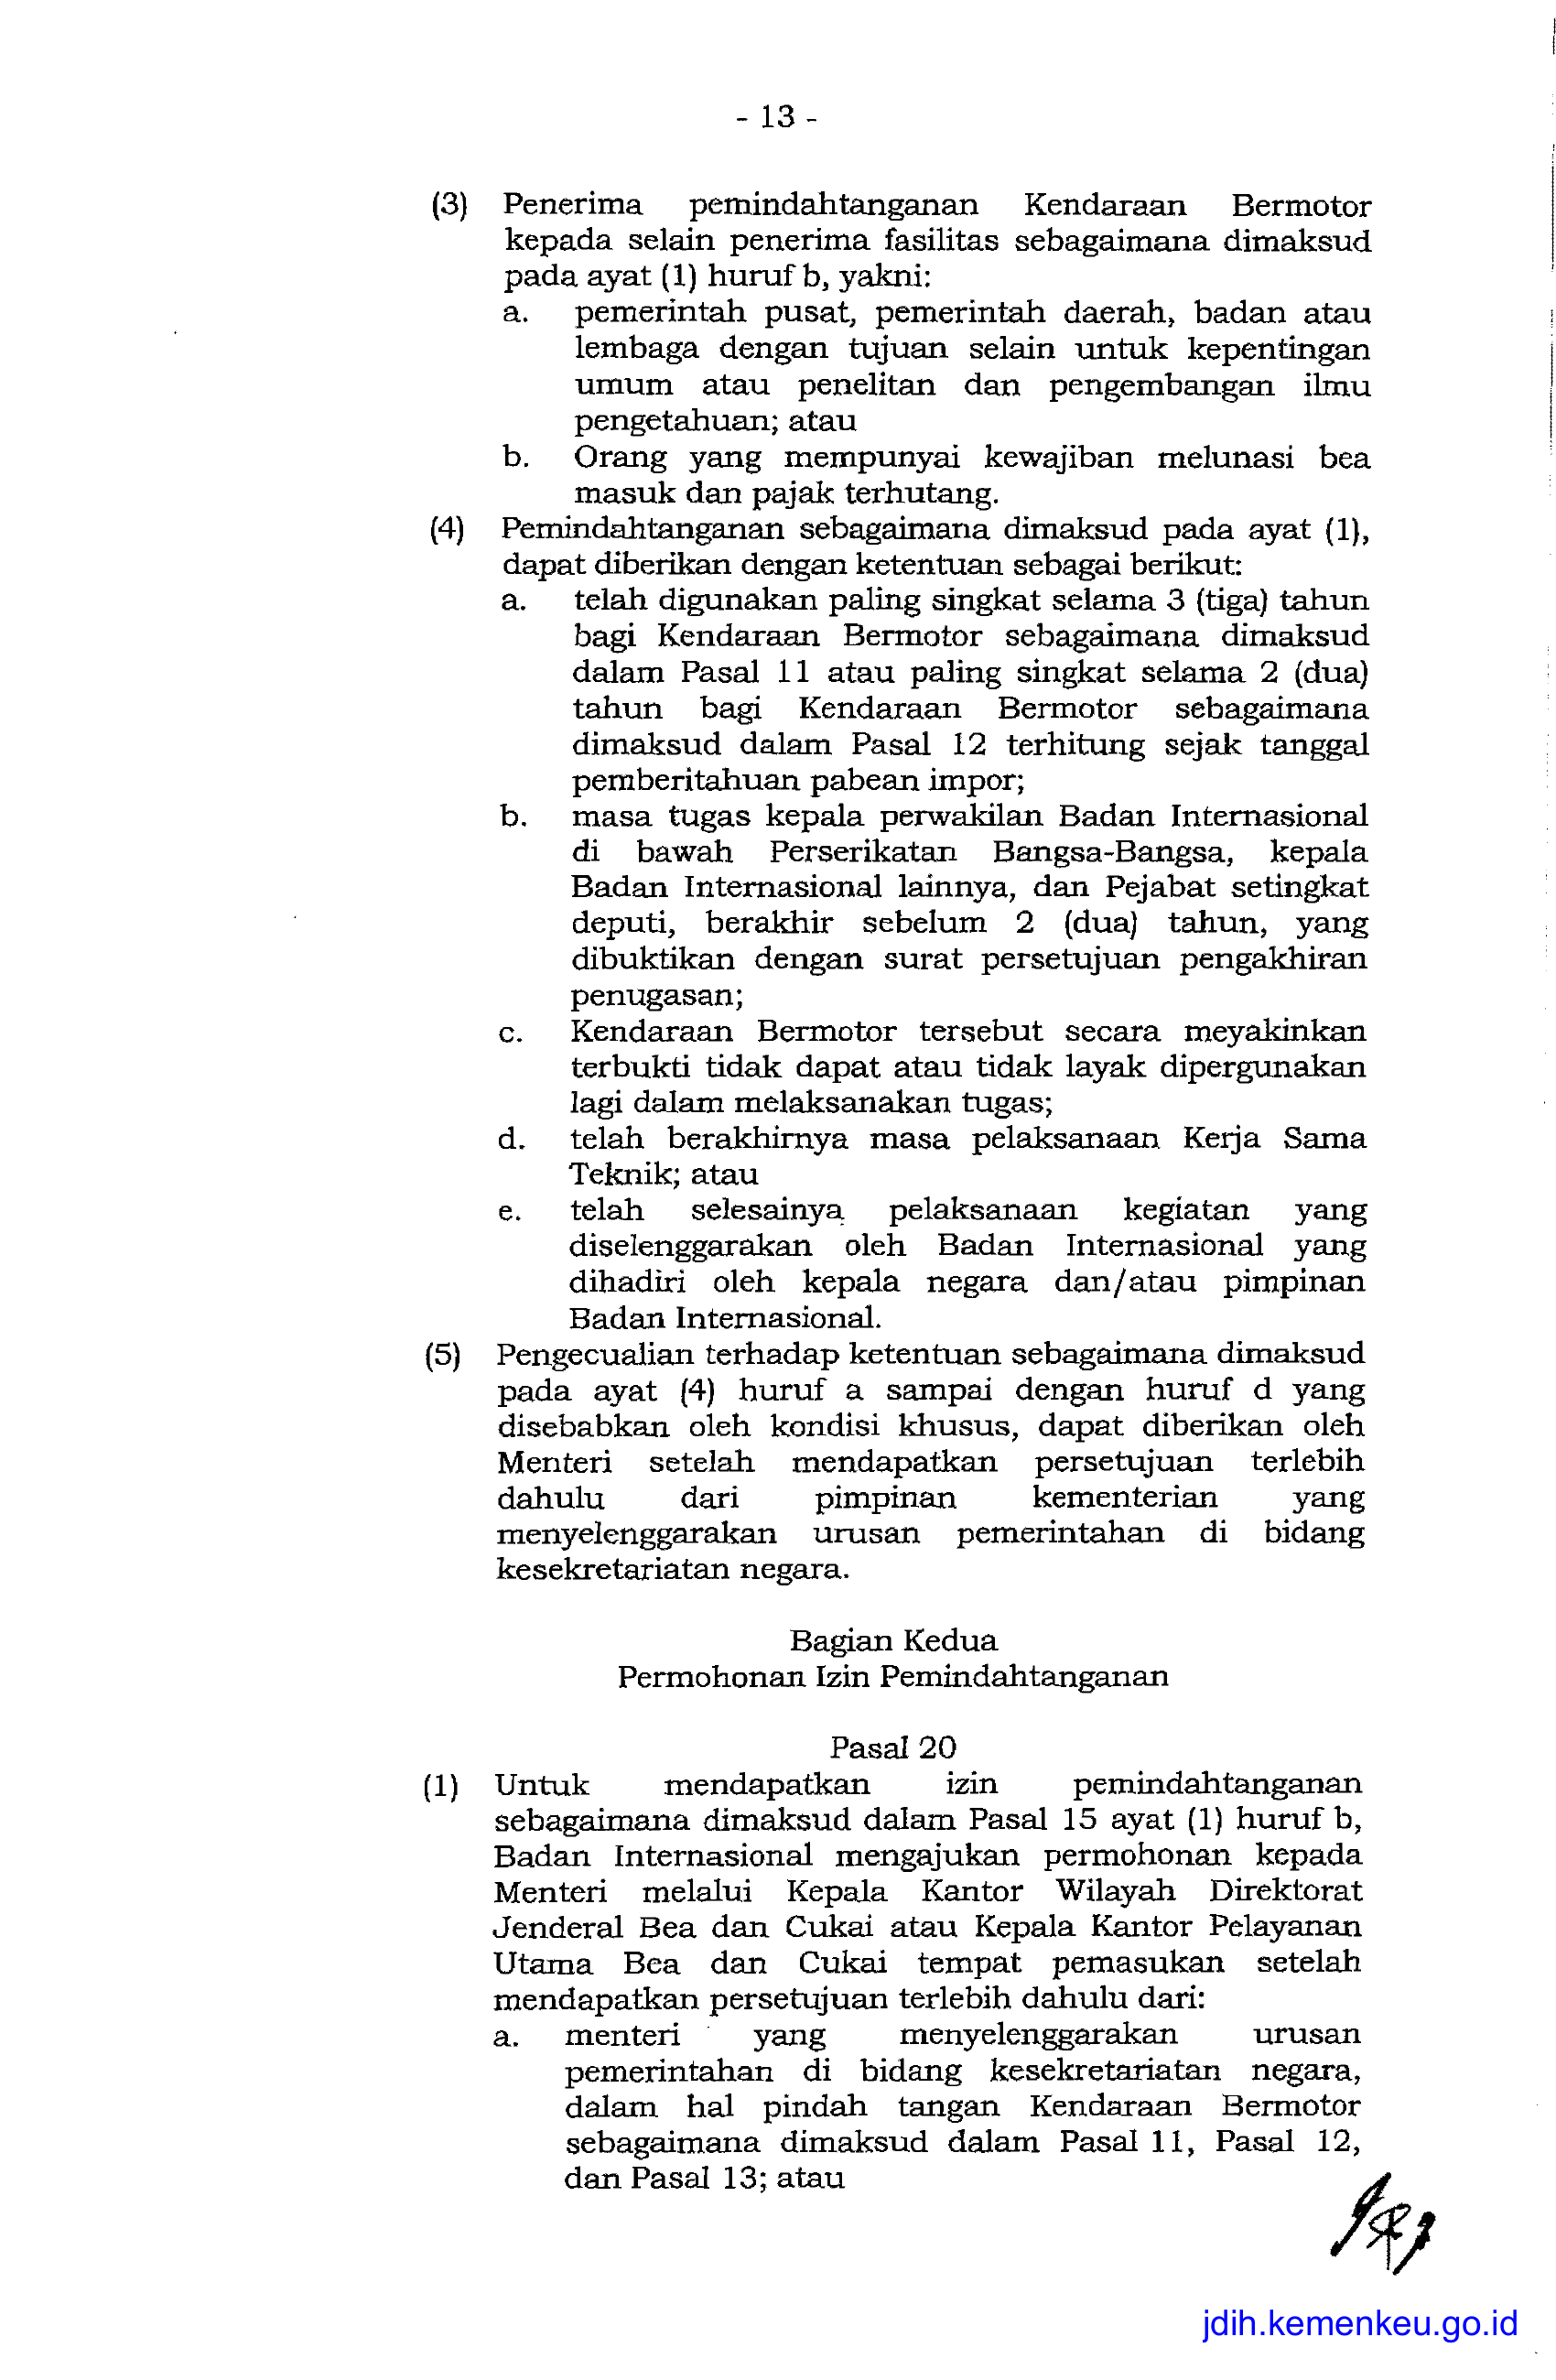 - 13 -
(3) Penerima pemindahtanganan Kendaraan Bermotor
kepada selain penerima fasilitas sebagaimana dimaksud
pada ayat (1) huruf b, yakni:
a. pemerintah pusat, pemerintah daerah, badan atau
lembaga dengan tujuan selain untuk kepentingan
umum atau penelitan dan pengembangan ilmu
pengetahuan; atau
b. Orang yang mempunyai kewajiban melunasi bea
masuk dan pajak terhutang.
(4) Pemindahtanganan sebagaimana dimaksud pada ayat (1),
dapat diberikan dengan ketentuan sebagai berikut:
a. telah digunakan paling singkat selama 3 (tiga) tahun
bagi Kendaraan Bermotor sebagaimana dimaksud
dalam Pasal 11 atau paling singkat selama 2 (dua)
tahun bagi Kendaraan Bermotor sebagaimana
dimaksud dalam Pasal 12 terhitung sejak tanggal
pemberitahuan pabean impor;
b. masa tugas kepala perwakilan Badan Internasional
di bawah Perserikatan Bangsa-Bangsa, kepala
Badan Internasional lainnya, dan Pejabat setingkat
deputi, berakhir sebelum 2 (dua) tahun, yang
dibuktikan dengan surat persetujuan pengakhiran
penugasan;
c. Kendaraan Bermotor tersebut secara meyakinkan
terbukti tidak dapat atau tidak layak dipergunakan
lagi dalam melaksanakan tugas;
d. telah berakhirnya masa pelaksanaan Kerja Sama
Teknik; atau
e. telah selesainya pelaksanaan kegiatan yang
diselenggarakan oleh Badan Internasional yang
dihadiri oleh kepala negara dan/atau pimpinan
Badan Internasional.
(5) Pengecualian terhadap ketentuan sebagaimana dimaksud
pada ayat (4) huruf a sampai dengan huruf d yang
disebabkan oleh kondisi khusus, dapat diberikan oleh
Menteri setelah mendapatkan persetujuan terlebih
dahulu dari pimpinan kementerian yang
menyelenggarakan urusan pemerintahan di bidang
kesekretariatan negara.
Bagian Kedua
Permohonan Izin Pemindahtanganan
Pasal 20
(1) Untuk mendapatkan izin pemindahtanganan
sebagaimana dimaksud dalam Pasal 15 ayat (1) huruf b,
Badan Internasional mengajukan permohonan kepada
Menteri melalui Kepala Kantor Wilayah Direktorat
Jenderal Bea dan Cukai atau Kepala Kantor Pelayanan
Utama Bea dan Cukai tempat pemasukan setelah
mendapatkan persetujuan terlebih dahulu dari:
a. menteri yang menyelenggarakan urusan
pemerintahan di bidang kesekretariatan negara,
dalam hal pindah tangan Kendaraan Bermotor
sebagaimana dimaksud dalam Pasal 11, Pasal 12,
dan Pasal 13; atau
jdih.kemenkeu.go.id